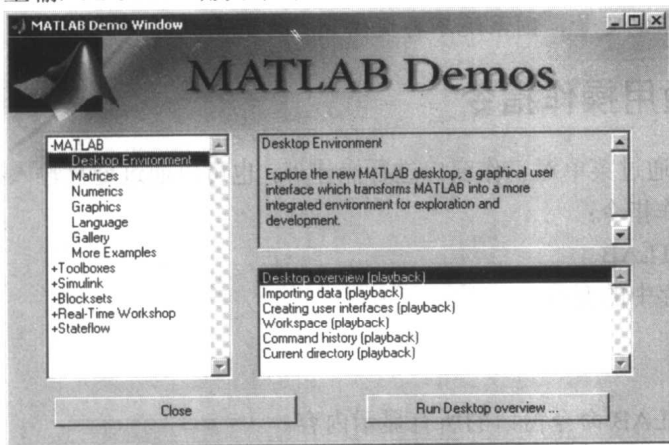 MATLAB Demo Window
MATLAB Demos
-MATLAB
Desktop Environment
Matrices
Numerics
Graphics
Language
Gallery
More Examples
+Toolboxes
+Simulink
+Blocksets
+Real-Time Workshop
+Stateflow
Desktop Environment
Explore the new MATLAB desktop, a graphical user
interface which transforms MATLAB into a more
integrated environment for exploration and
development.
Desktop overview (playback)
Importing data (playback)
Creating user interfaces (playback)
Workspace (playback)
Command history (playback)
Current directory (playback)
Close
Run Desktop overview ...